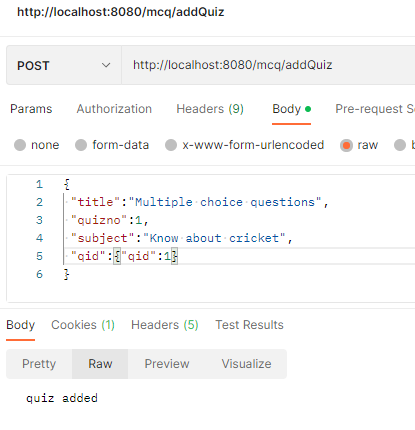 http://localhost:8080/mcq/addQuiz
POST http://localhost:8080/mcq/addQuiz
Params Authorization Headers (9) Body Pre-request S
none form-data x-www-form-urlencoded raw b
1 {
2 "title":"Multiple choice questions",
3 "quizno":1,
4 "subject":"Know about cricket",
5 "qid":{"qid":1}
6 }
Body Cookies (1) Headers (5) Test Results
Pretty Raw Preview Visualize
quiz added